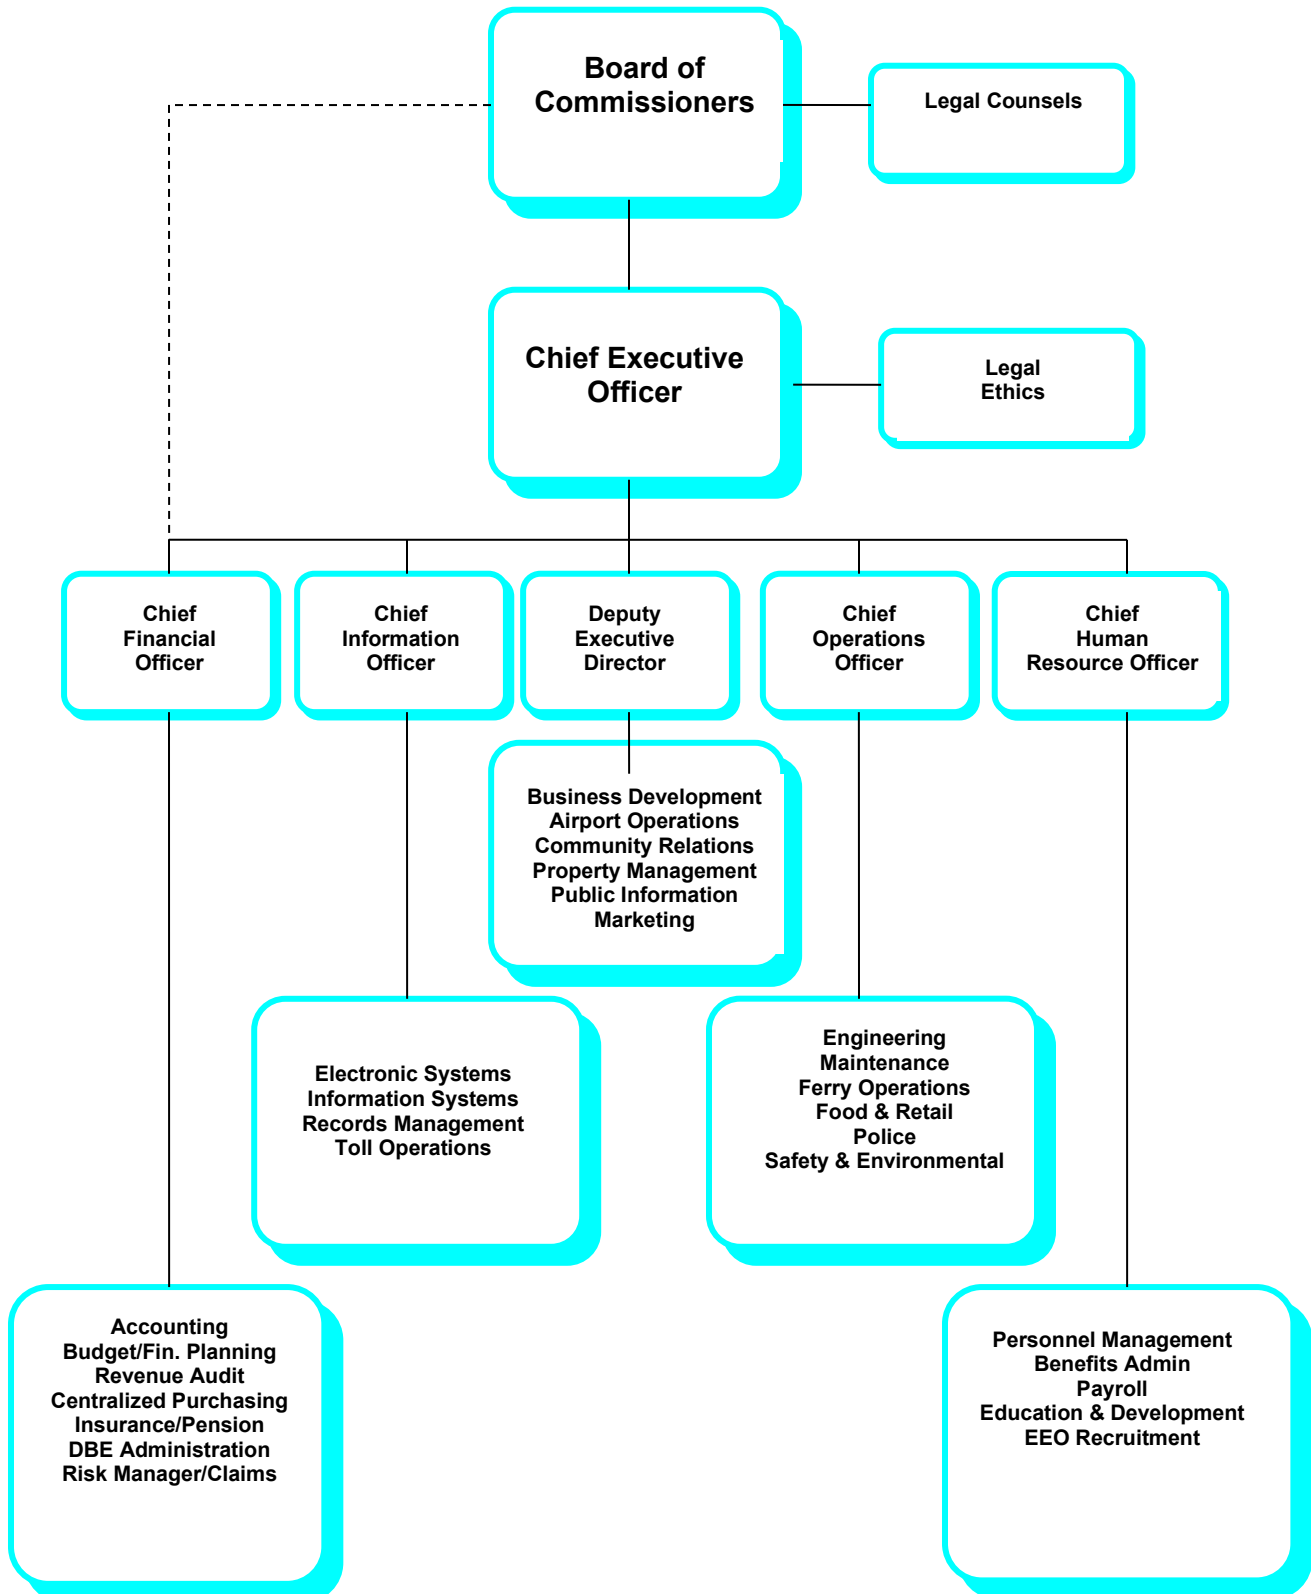 Board of
Commissioners
Legal Counsels
Chief Executive
Officer
Legal
Ethics
Chief
Financial
Officer
Chief
Information
Officer
Deputy
Executive
Director
Chief
Operations
Officer
Chief
Human
Resource Officer
Business Development
Airport Operations
Community Relations
Property Management
Public Information
Marketing
Electronic Systems
Information Systems
Records Management
Toll Operations
Engineering
Maintenance
Ferry Operations
Food & Retail
Police
Safety & Environmental
Accounting
Budget/Fin. Planning
Revenue Audit
Centralized Purchasing
Insurance/Pension
DBE Administration
Risk Manager/Claims
Personnel Management
Benefits Admin
Payroll
Education & Development
EEO Recruitment